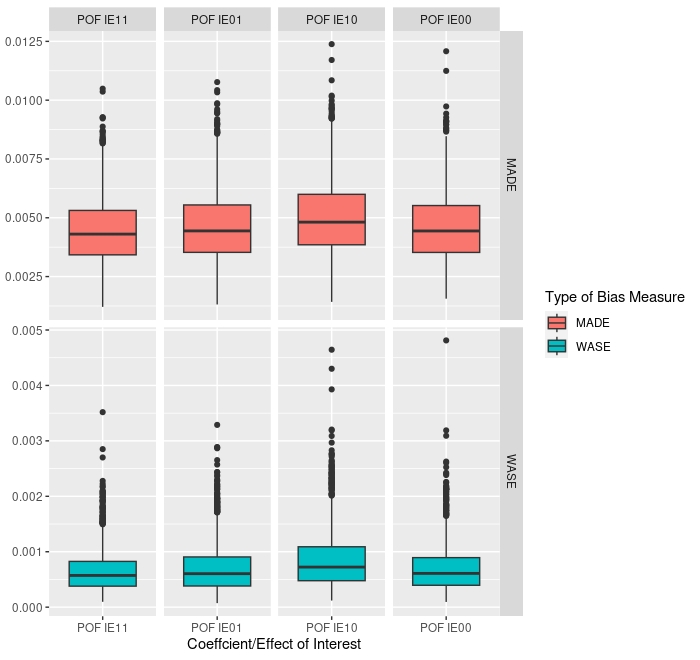 POF IE11 POF IE01 POF IE10 POF IE00
0.0125
0.0100
0.0075
0.0050
0.0025
MADE
0.005
0.004
0.003
0.002
0.001
0.000
WASE
POF IE11 POF IE01 POF IE10 POF IE00
Coeffcient/Effect of Interest
Type of Bias Measure
MADE
WASE